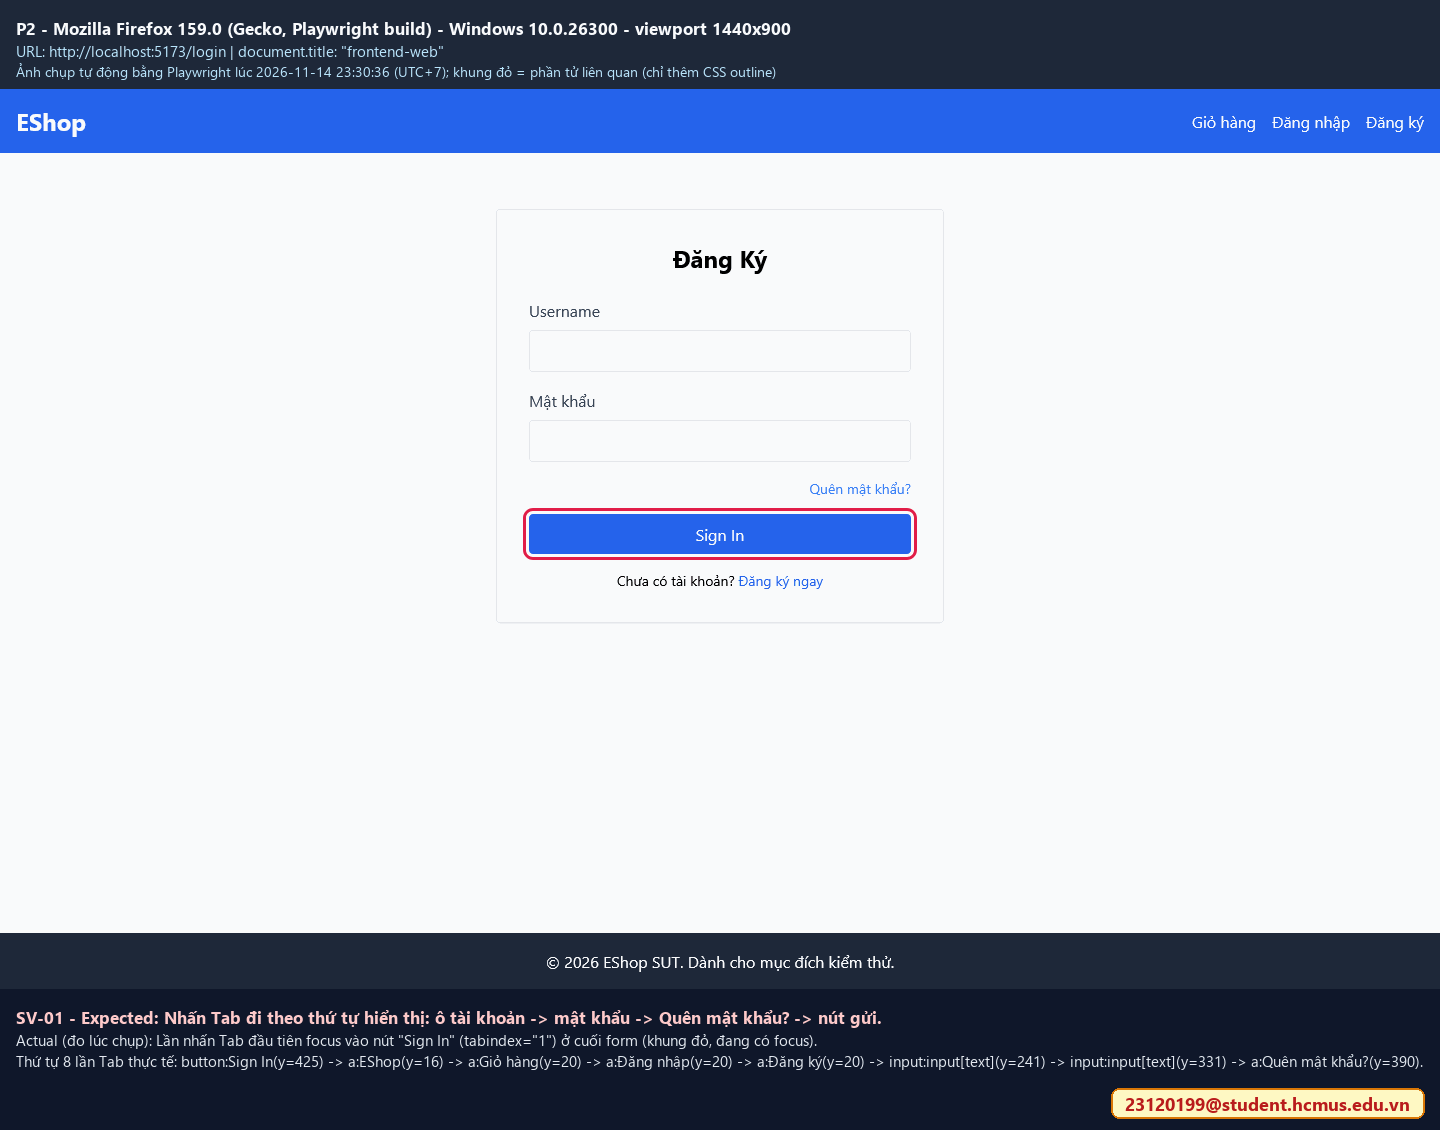 P2 - Mozilla Firefox 159.0 (Gecko, Playwright build) - Windows 10.0.26300 - viewport 1440x900
URL: http://localhost:5173/login | document.title: "frontend-web"
Ảnh chụp tự động bằng Playwright lúc 2026-11-14 23:30:36 (UTC+7); khung đỏ = phần tử liên quan (chỉ thêm CSS outline)
EShop
Giỏ hàng Đăng nhập Đăng ký
Đăng Ký
Username
Mật khẩu
Quên mật khẩu?
Sign In
Chưa có tài khoản? Đăng ký ngay
© 2026 EShop SUT. Dành cho mục đích kiểm thử.
SV-01 - Expected: Nhấn Tab đi theo thứ tự hiển thị: ô tài khoản -> mật khẩu -> Quên mật khẩu? -> nút gửi.
Actual (đo lúc chụp): Lần nhấn Tab đầu tiên focus vào nút "Sign In" (tabindex="1") ở cuối form (khung đỏ, đang có focus).
Thứ tự 8 lần Tab thực tế: button:Sign In(y=425) -> a:EShop(y=16) -> a:Giỏ hàng(y=20) -> a:Đăng nhập(y=20) -> a:Đăng ký(y=20) -> input:input[text](y=241) -> input:input[text](y=331) -> a:Quên mật khẩu?(y=390).
23120199@student.hcmus.edu.vn